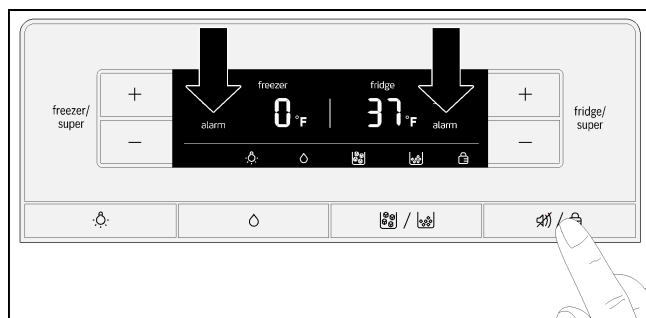 freezer/
super
+
−
freezer
alarm
0 °F
fridge
37 °F
alarm
+
−
fridge/
super
/
/